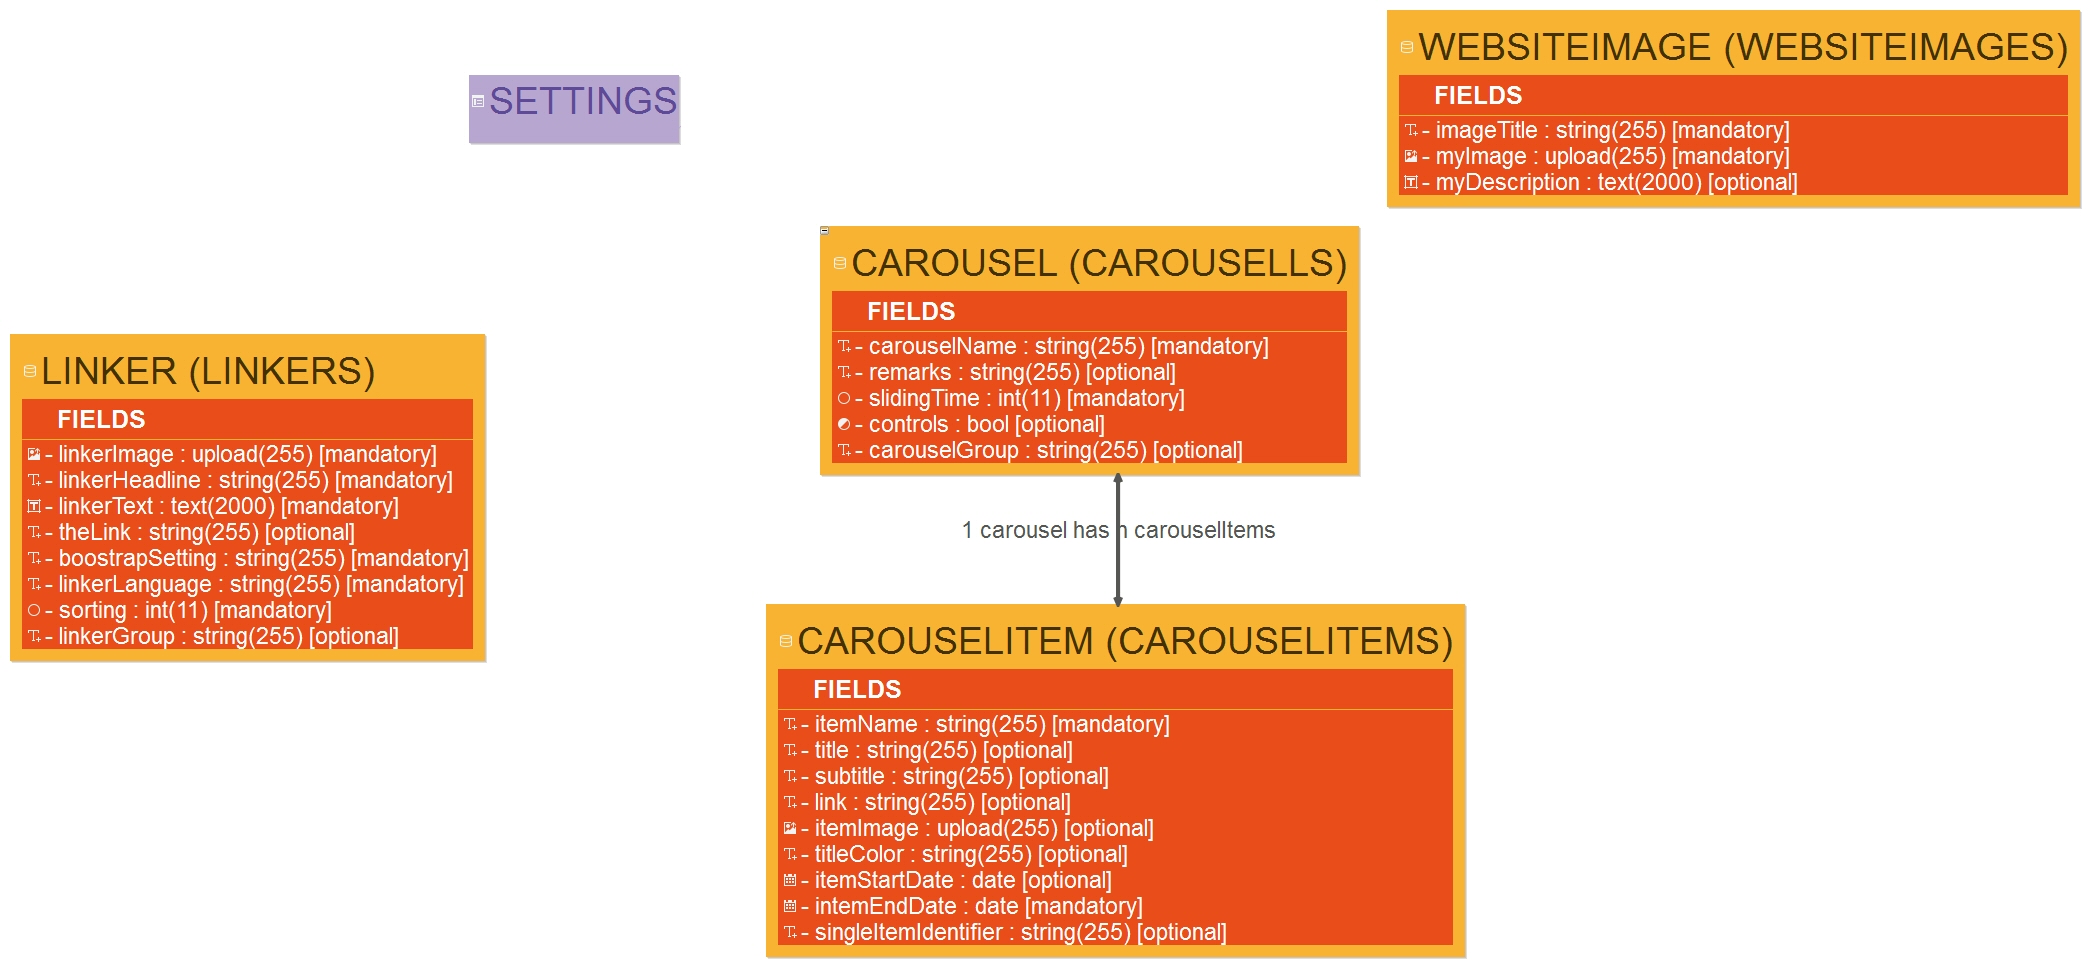 SETTINGS
WEBSITEIMAGE (WEBSITEIMAGES)
FIELDS
- imageTitle : string(255) [mandatory]
- myImage : upload(255) [mandatory]
- myDescription : text(2000) [optional]
CAROUSEL (CAROUSELLS)
FIELDS
- carouselName : string(255) [mandatory]
- remarks : string(255) [optional]
- slidingTime : int(11) [mandatory]
- controls : bool [optional]
- carouselGroup : string(255) [optional]
LINKER (LINKERS)
FIELDS
- linkerImage : upload(255) [mandatory]
- linkerHeadline : string(255) [mandatory]
- linkerText : text(2000) [mandatory]
- theLink : string(255) [optional]
- boostrapSetting : string(255) [mandatory]
- linkerLanguage : string(255) [mandatory]
- sorting : int(11) [mandatory]
- linkerGroup : string(255) [optional]
1 carousel has n carouselItems
CAROUSELITEM (CAROUSELITEMS)
FIELDS
- itemName : string(255) [mandatory]
- title : string(255) [optional]
- subtitle : string(255) [optional]
- link : string(255) [optional]
- itemImage : upload(255) [optional]
- titleColor : string(255) [optional]
- itemStartDate : date [optional]
- intemEndDate : date [mandatory]
- singleItemIdentifier : string(255) [optional]